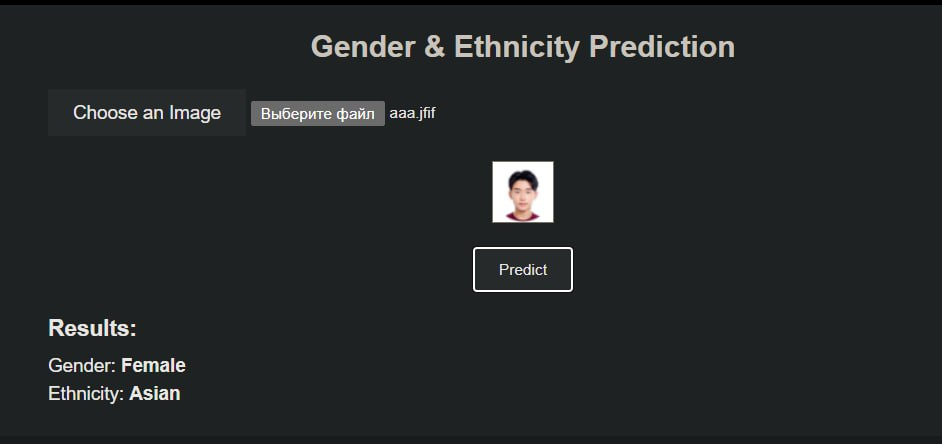 Gender & Ethnicity Prediction
Choose an Image Выберите файл aaa.jfif
Predict
Results:
Gender: Female
Ethnicity: Asian